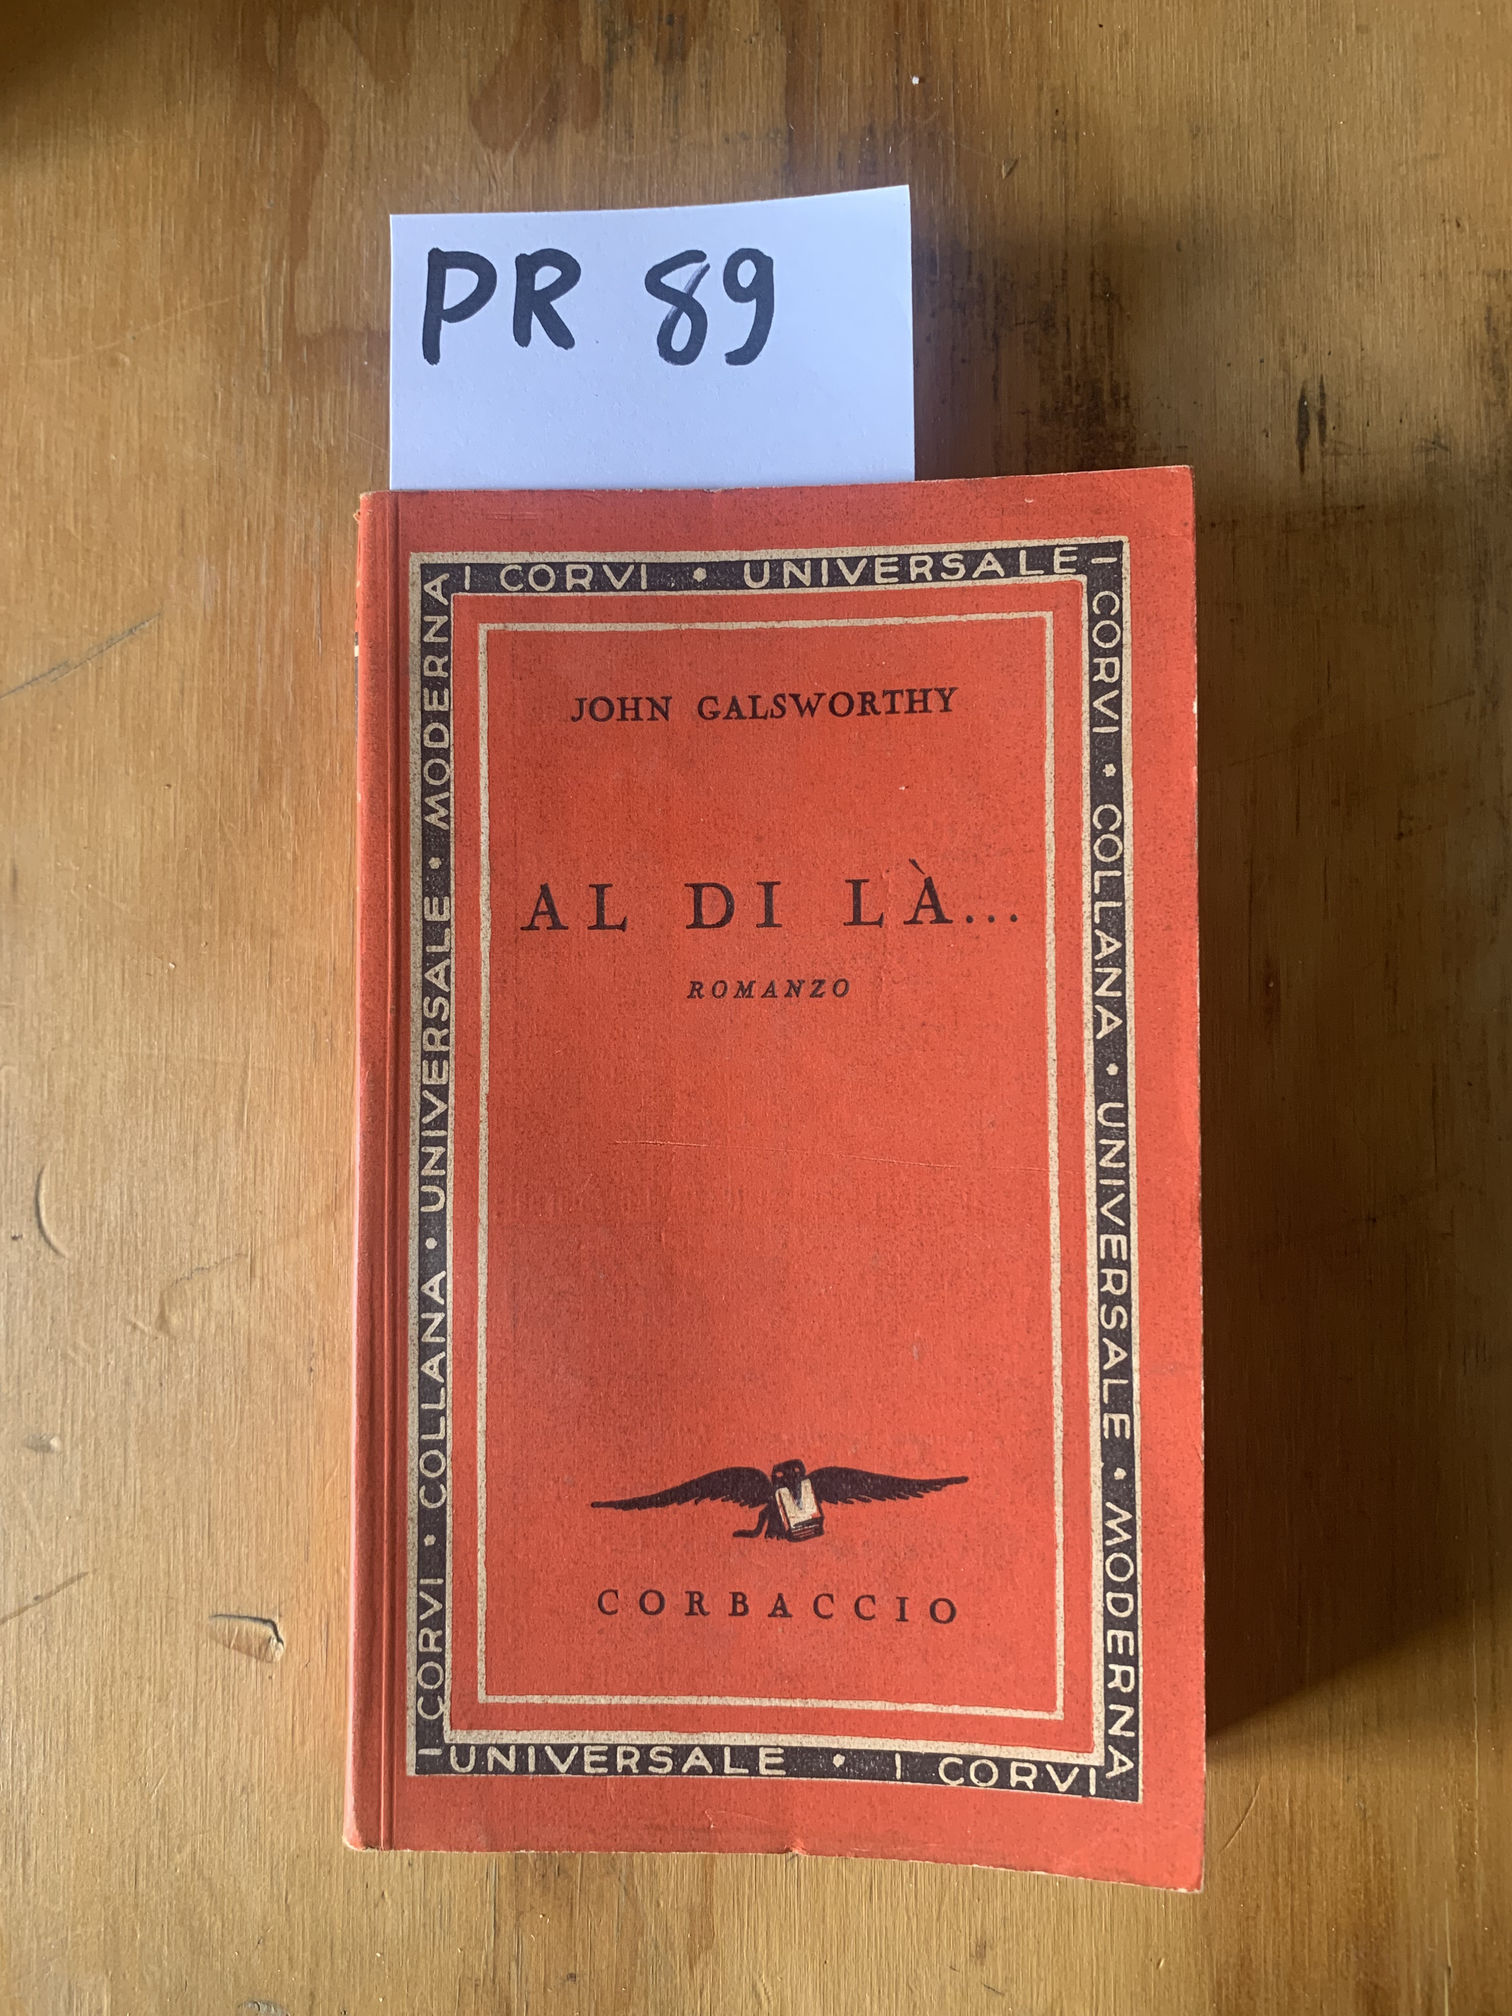 PR 89
I CORVI • UNIVERSALE
I CORVI • COLLANA • UNIVERSALE • MODERNA
I CORVI • COLLANA • UNIVERSALE • MODERNA
JOHN GALSWORTHY
AL DI LÀ...
ROMANZO
CORBACCIO
UNIVERSALE • I CORVI